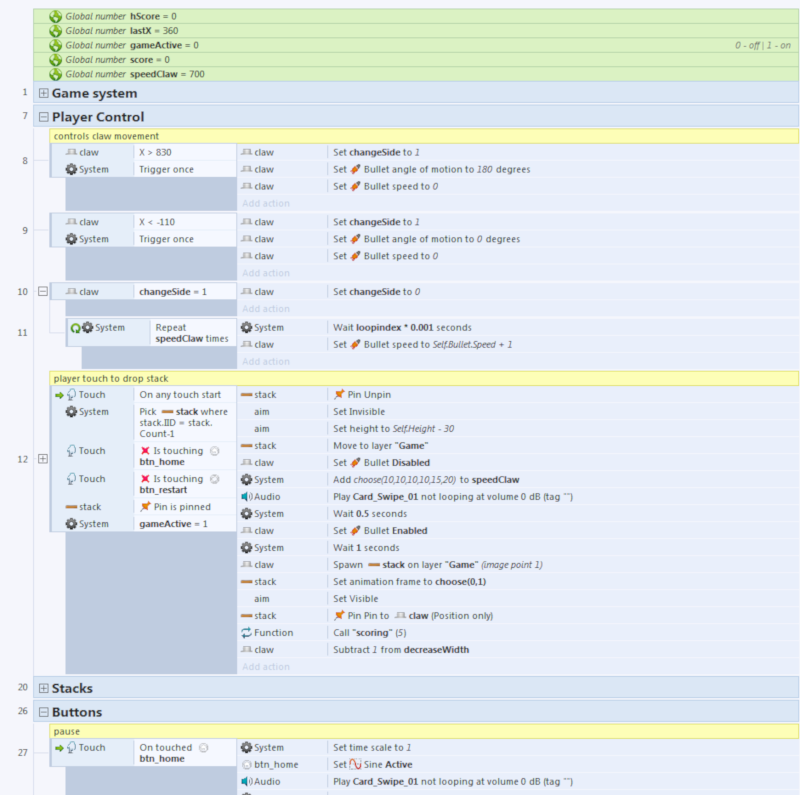 Global number hScore = 0
Global number lastX = 360
Global number gameActive = 0 0 - off | 1 - on
Global number score = 0
Global number speedClaw = 700
1 Game system
7 Player Control
controls claw movement
8 claw X > 830 claw Set changeSide to 1
System Trigger once claw Set Bullet angle of motion to 180 degrees
claw Set Bullet speed to 0
Add action
9 claw X < -110 claw Set changeSide to 1
System Trigger once claw Set Bullet angle of motion to 0 degrees
claw Set Bullet speed to 0
Add action
10 claw changeSide = 1 claw Set changeSide to 0
Add action
11 System Repeat speedClaw times System Wait loopindex * 0.001 seconds
claw Set Bullet speed to Self.Bullet.Speed + 1
Add action
player touch to drop stack
12 Touch On any touch start stack Pin Unpin
System Pick stack where stack.IID = stack.Count-1 aim Set Invisible
aim Set height to Self.Height - 30
stack Move to layer "Game"
Touch Is touching btn_home claw Set Bullet Disabled
Touch Is touching btn_restart System Add choose(10,10,10,10,15,20) to speedClaw
Audio Play Card_Swipe_01 not looping at volume 0 dB (tag "")
stack Pin is pinned System Wait 0.5 seconds
System gameActive = 1 claw Set Bullet Enabled
System Wait 1 seconds
claw Spawn stack on layer "Game" (image point 1)
stack Set animation frame to choose(0,1)
aim Set Visible
stack Pin Pin to claw (Position only)
Function Call "scoring" (5)
claw Subtract 1 from decreaseWidth
Add action
20 Stacks
26 Buttons
pause
27 Touch On touched btn_home System Set time scale to 1
btn_home Set Sine Active
Audio Play Card_Swipe_01 not looping at volume 0 dB (tag "")